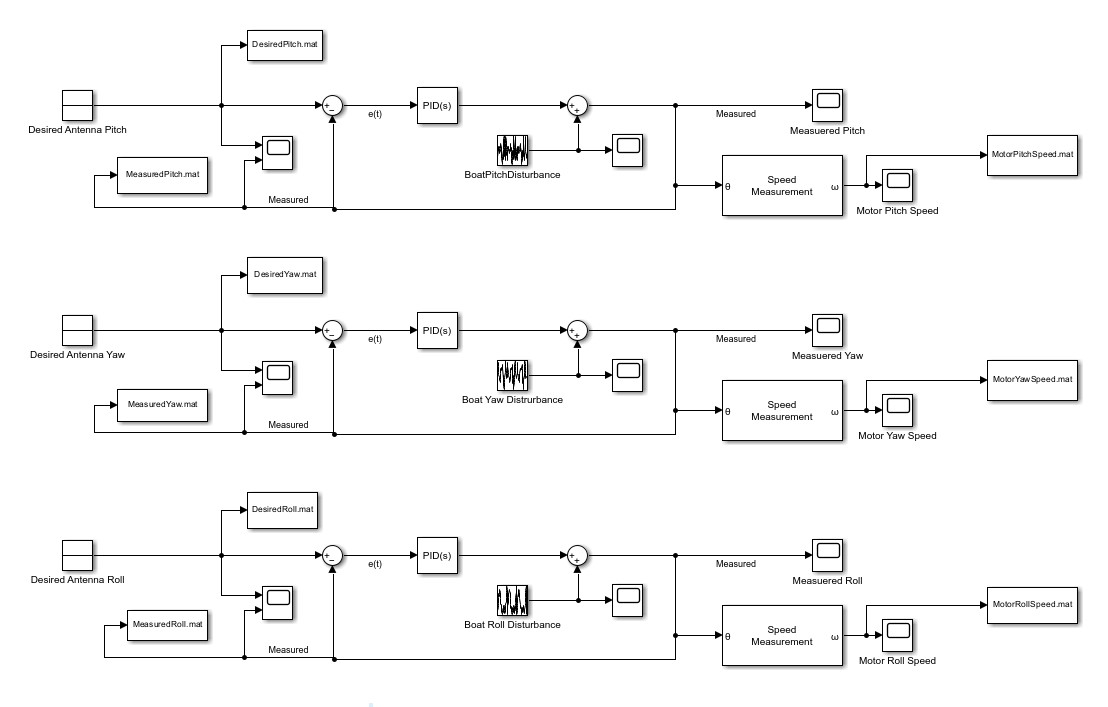 DesiredPitch.mat
Desired Antenna Pitch
+
−
e(t)
PID(s)
+
+
Measured
Measuered Pitch
BoatPitchDisturbance
MeasuredPitch.mat
Measured
θ
Speed
Measurement
ω
MotorPitchSpeed.mat
Motor Pitch Speed
DesiredYaw.mat
Desired Antenna Yaw
+
−
e(t)
PID(s)
+
+
Measured
Measuered Yaw
Boat Yaw Distrurbance
MeasuredYaw.mat
Measured
θ
Speed
Measurement
ω
MotorYawSpeed.mat
Motor Yaw Speed
DesiredRoll.mat
Desired Antenna Roll
+
−
e(t)
PID(s)
+
+
Measured
Measuered Roll
Boat Roll Disturbance
MeasuredRoll.mat
Measured
θ
Speed
Measurement
ω
MotorRollSpeed.mat
Motor Roll Speed